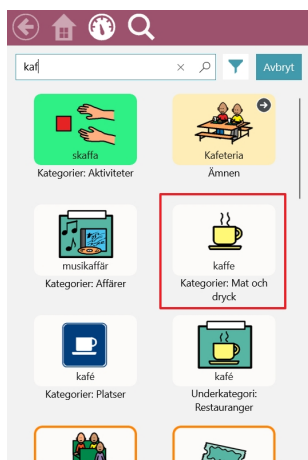 kaf
Avbryt
skaffa
Kategorier: Aktiviteter
Kafeteria
Ämnen
musikaffär
Kategorier: Affärer
kaffe
Kategorier: Mat och
dryck
kafé
Kategorier: Platser
kafé
Underkategori:
Restauranger